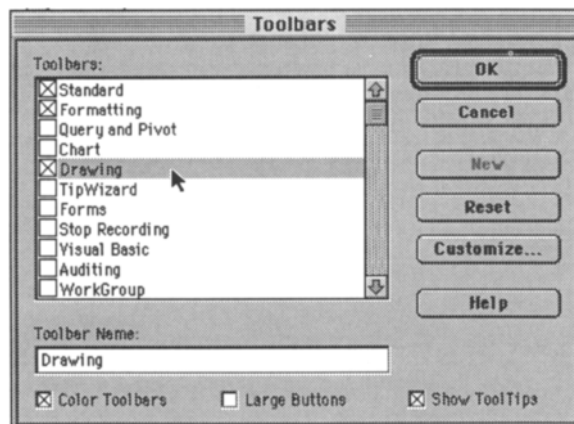 Toolbars
Toolbars:
Standard
Formatting
Query and Pivot
Chart
Drawing
TipWizard
Forms
Stop Recording
Visual Basic
Auditing
WorkGroup
OK
Cancel
New
Reset
Customize...
Help
Toolbar Name:
Drawing
Color Toolbars
Large Buttons
Show ToolTips